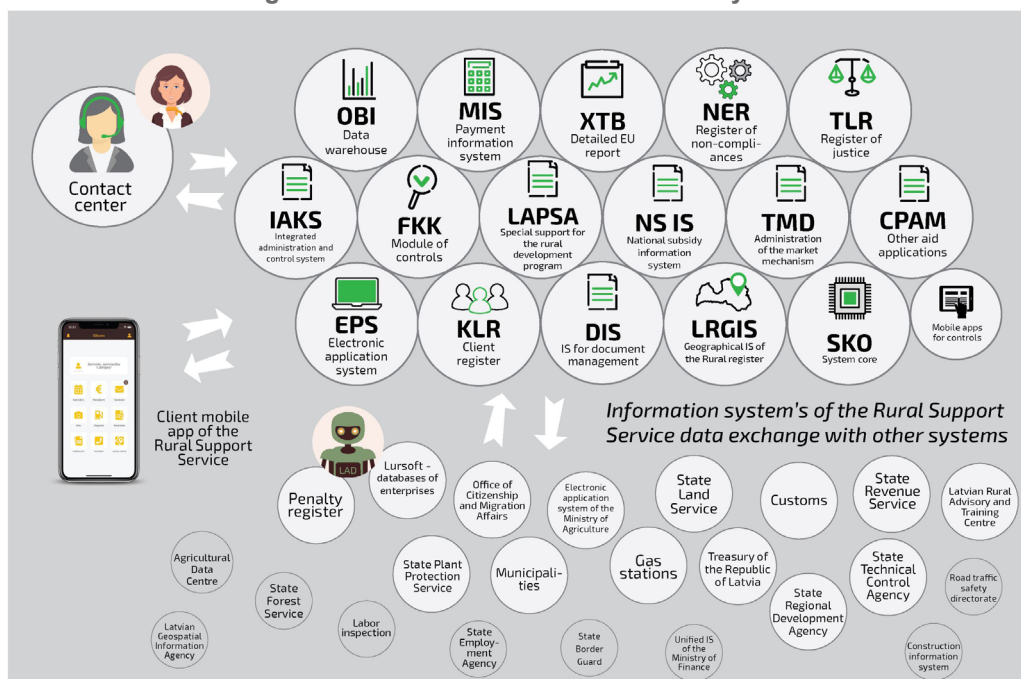 OBI
Data
warehouse
MIS
Payment
information
system
XTB
Detailed EU
report
NER
Register of
non-compli-
ances
TLR
Register of
justice
Contact
center
IAKS
Integrated
administration and
control system
FKK
Module of
controls
LAPSA
Special support for
the rural
development
program
NS IS
National subsidy
information
system
TMD
Administration
of the market
mechanism
CPAM
Other aid
applications
EPS
Electronic
application
system
KLR
Client
register
DIS
IS for document
management
LRGIS
Geographical IS of
the Rural register
SKO
System core
Mobile apps
for controls
Client mobile
app of the
Rural Support
Service
Information system's of the Rural Support
Service data exchange with other systems
LAD
Penalty
register
Lursoft -
databases of
enterprises
Office of
Citizenship
and Migration
Affairs
Electronic
application
system of the
Ministry of
Agriculture
State
Land
Service
Customs
State
Revenue
Service
Latvian Rural
Advisory and
Training
Centre
Agricultural
Data
Centre
State
Forest
Service
State Plant
Protection
Service
Municipali-
ties
Gas
stations
Treasury of
the Republic
of Latvia
State
Technical
Control
Agency
Road traffic
safety
directorate
Latvian
Geospatial
Information
Agency
Labor
inspection
State
Employ-
ment
Agency
State
Border
Guard
Unified IS
of the
Ministry of
Finance
State
Regional
Development
Agency
Construction
information
system